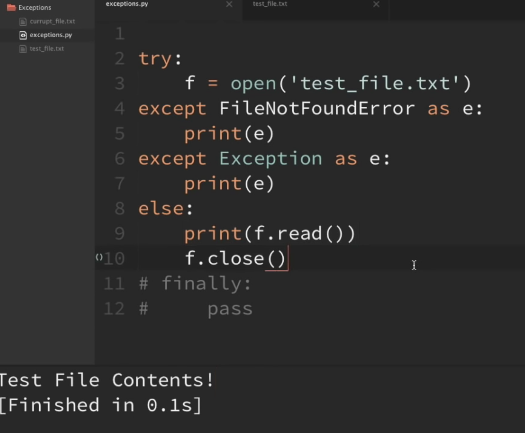 Exceptions
currupt_file.txt
exceptions.py
test_file.txt
exceptions.py ×
test_file.txt ×
1
2 try:
3 f = open('test_file.txt')
4 except FileNotFoundError as e:
5 print(e)
6 except Exception as e:
7 print(e)
8 else:
9 print(f.read())
10 f.close()
11 # finally:
12 # pass
Test File Contents!
[Finished in 0.1s]